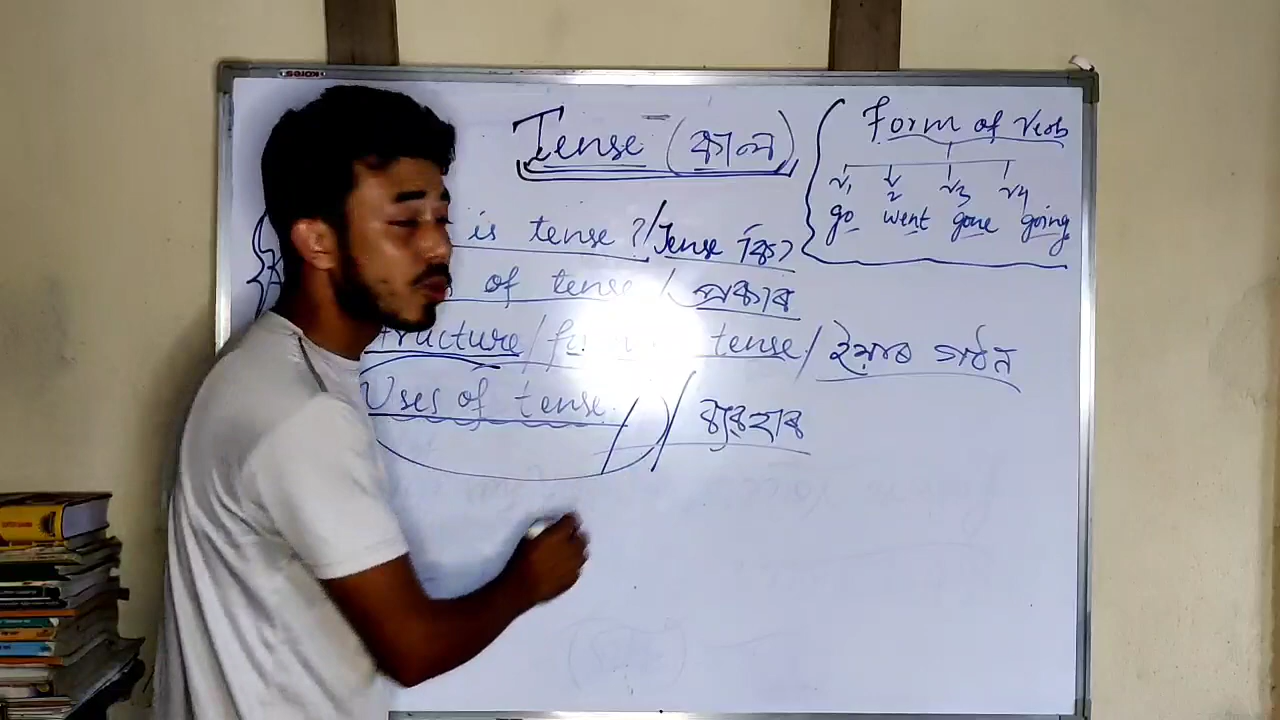 Tense (কাল)
Form of Verb
V1 V2 V3 V4
go went gone going
is tense ?/Tense কি?
of tense / প্ৰকাৰ
structure / tense / ইয়াৰ গঠন
Uses of tense / ব্যৱহাৰ